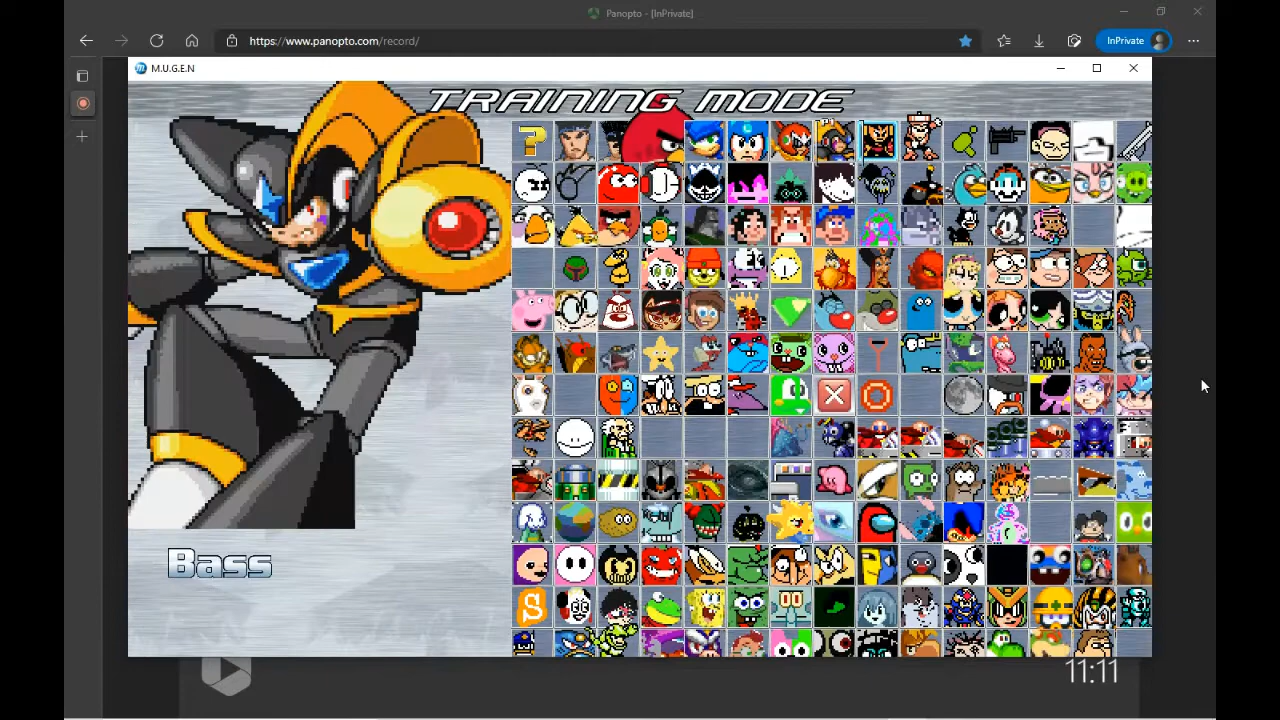 Panopto - [InPrivate]
https://www.panopto.com/record/
InPrivate
M.U.G.E.N
TRAINING MODE
?
S
Bass
11:11